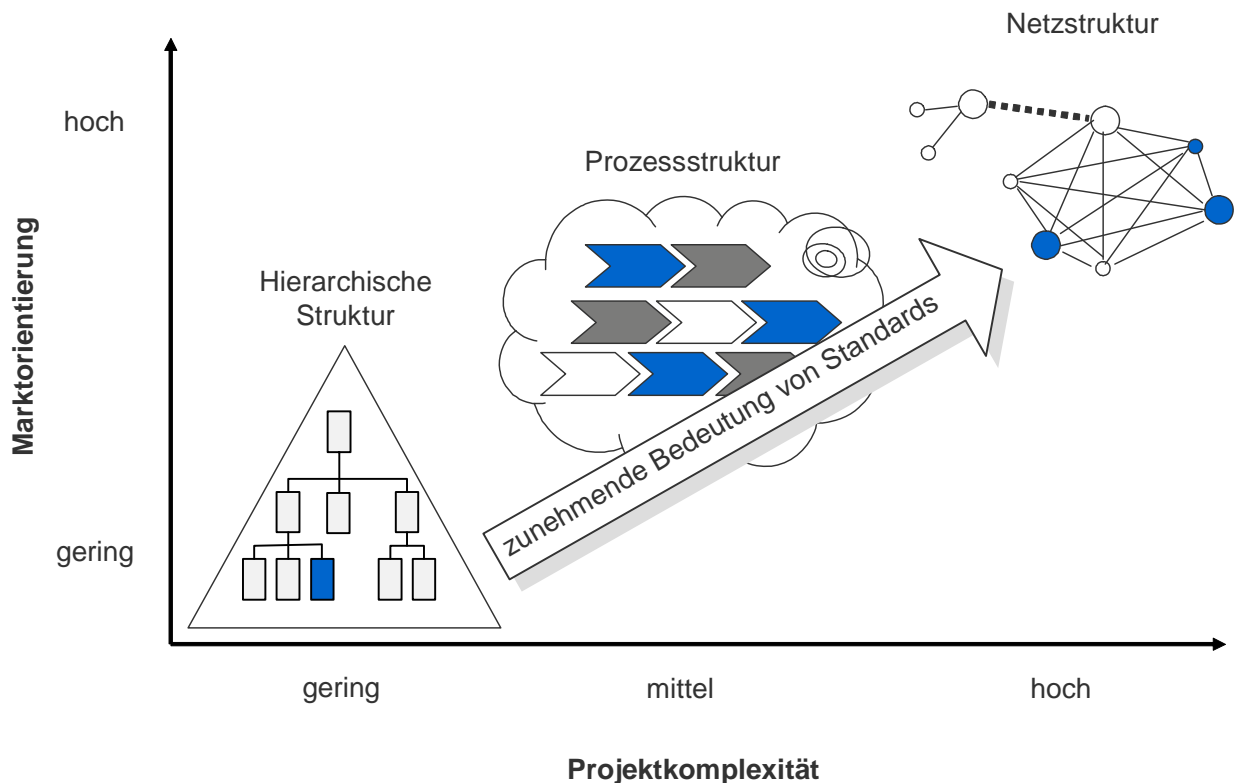 Netzstruktur
hoch
Prozessstruktur
Marktorientierung
Hierarchische
Struktur
zunehmende Bedeutung von Standards
gering
gering
mittel
hoch
Projektkomplexität